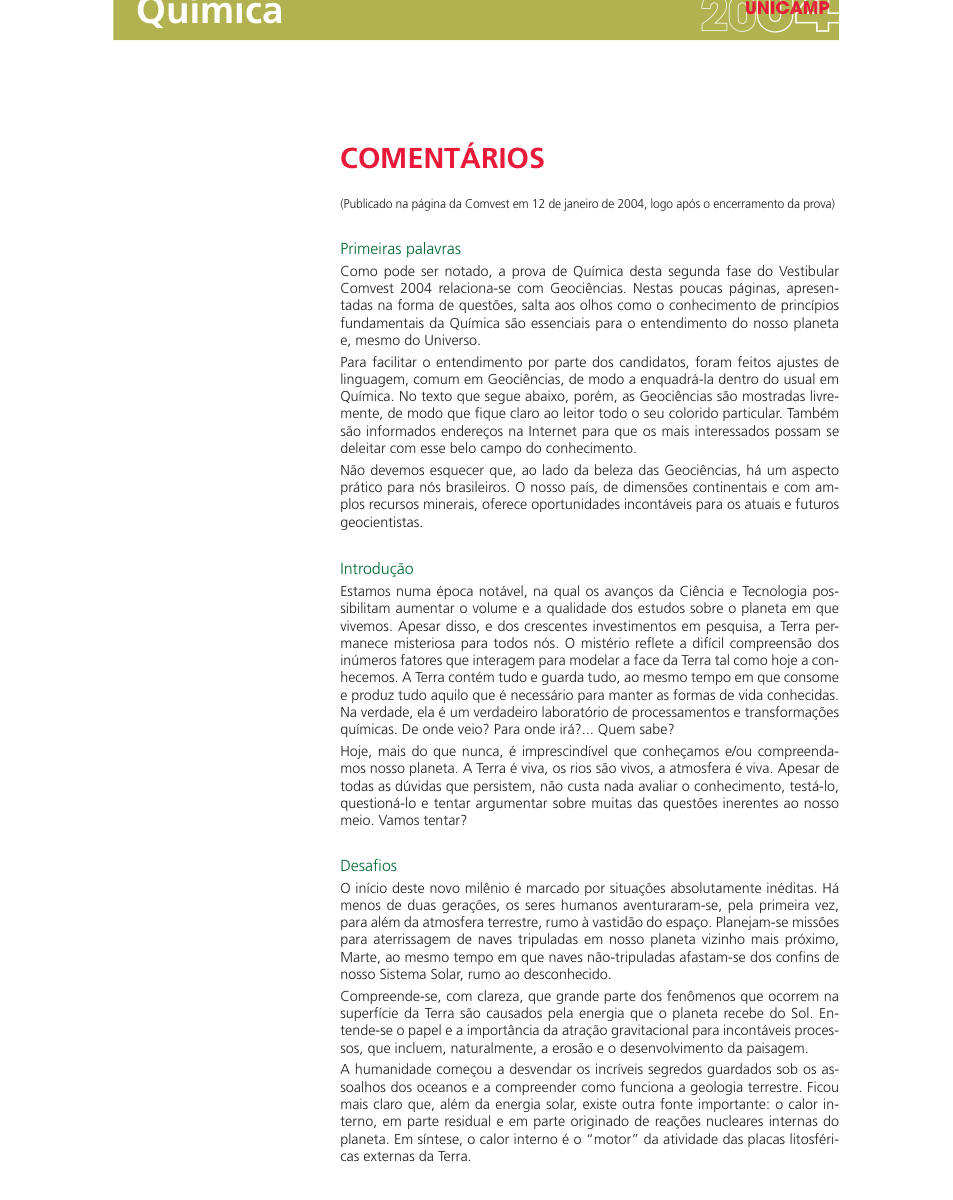 Química
2004
UNICAMP
COMENTÁRIOS
(Publicado na página da Comvest em 12 de janeiro de 2004, logo após o encerramento da prova)
Primeiras palavras
Como pode ser notado, a prova de Química desta segunda fase do Vestibular
Comvest 2004 relaciona-se com Geociências. Nestas poucas páginas, apresen-
tadas na forma de questões, salta aos olhos como o conhecimento de princípios
fundamentais da Química são essenciais para o entendimento do nosso planeta
e, mesmo do Universo.
Para facilitar o entendimento por parte dos candidatos, foram feitos ajustes de
linguagem, comum em Geociências, de modo a enquadrá-la dentro do usual em
Química. No texto que segue abaixo, porém, as Geociências são mostradas livre-
mente, de modo que fique claro ao leitor todo o seu colorido particular. Também
são informados endereços na Internet para que os mais interessados possam se
deleitar com esse belo campo do conhecimento.
Não devemos esquecer que, ao lado da beleza das Geociências, há um aspecto
prático para nós brasileiros. O nosso país, de dimensões continentais e com am-
plos recursos minerais, oferece oportunidades incontáveis para os atuais e futuros
geocientistas.
Introdução
Estamos numa época notável, na qual os avanços da Ciência e Tecnologia pos-
sibilitam aumentar o volume e a qualidade dos estudos sobre o planeta em que
vivemos. Apesar disso, e dos crescentes investimentos em pesquisa, a Terra per-
manece misteriosa para todos nós. O mistério reflete a difícil compreensão dos
inúmeros fatores que interagem para modelar a face da Terra tal como hoje a con-
hecemos. A Terra contém tudo e guarda tudo, ao mesmo tempo em que consome
e produz tudo aquilo que é necessário para manter as formas de vida conhecidas.
Na verdade, ela é um verdadeiro laboratório de processamentos e transformações
químicas. De onde veio? Para onde irá?... Quem sabe?
Hoje, mais do que nunca, é imprescindível que conheçamos e/ou compreenda-
mos nosso planeta. A Terra é viva, os rios são vivos, a atmosfera é viva. Apesar de
todas as dúvidas que persistem, não custa nada avaliar o conhecimento, testá-lo,
questioná-lo e tentar argumentar sobre muitas das questões inerentes ao nosso
meio. Vamos tentar?
Desafios
O início deste novo milênio é marcado por situações absolutamente inéditas. Há
menos de duas gerações, os seres humanos aventuraram-se, pela primeira vez,
para além da atmosfera terrestre, rumo à vastidão do espaço. Planejam-se missões
para aterrissagem de naves tripuladas em nosso planeta vizinho mais próximo,
Marte, ao mesmo tempo em que naves não-tripuladas afastam-se dos confins de
nosso Sistema Solar, rumo ao desconhecido.
Compreende-se, com clareza, que grande parte dos fenômenos que ocorrem na
superfície da Terra são causados pela energia que o planeta recebe do Sol. En-
tende-se o papel e a importância da atração gravitacional para incontáveis proces-
sos, que incluem, naturalmente, a erosão e o desenvolvimento da paisagem.
A humanidade começou a desvendar os incríveis segredos guardados sob os as-
soalhos dos oceanos e a compreender como funciona a geologia terrestre. Ficou
mais claro que, além da energia solar, existe outra fonte importante: o calor in-
terno, em parte residual e em parte originado de reações nucleares internas do
planeta. Em síntese, o calor interno é o “motor” da atividade das placas litosféri-
cas externas da Terra.